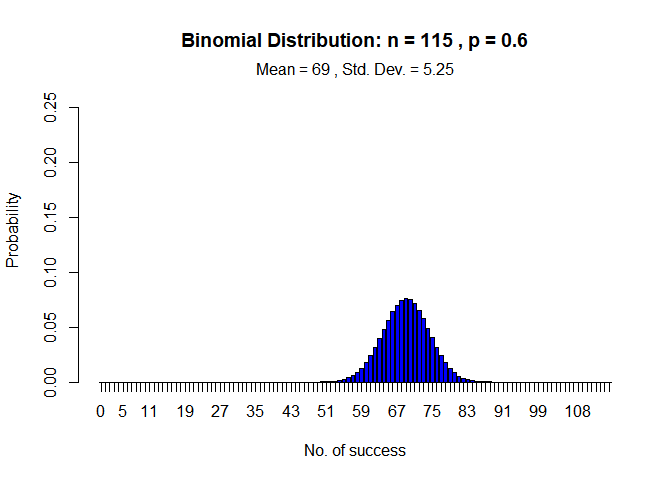 Binomial Distribution: n = 115 , p = 0.6
Mean = 69 , Std. Dev. = 5.25
Probability
0.25
0.20
0.15
0.10
0.05
0.00
0 5 11 19 27 35 43 51 59 67 75 83 91 99 108
No. of success